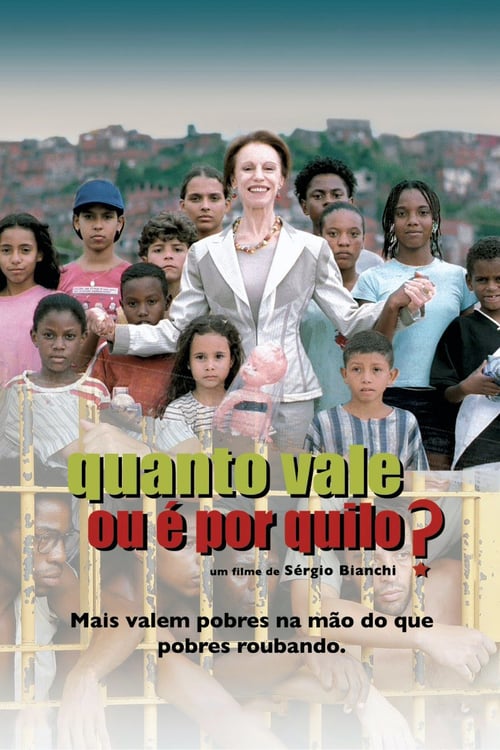 quanto vale
ou é por quilo?
um filme de Sérgio Bianchi
Mais valem pobres na mão do que
pobres roubando.